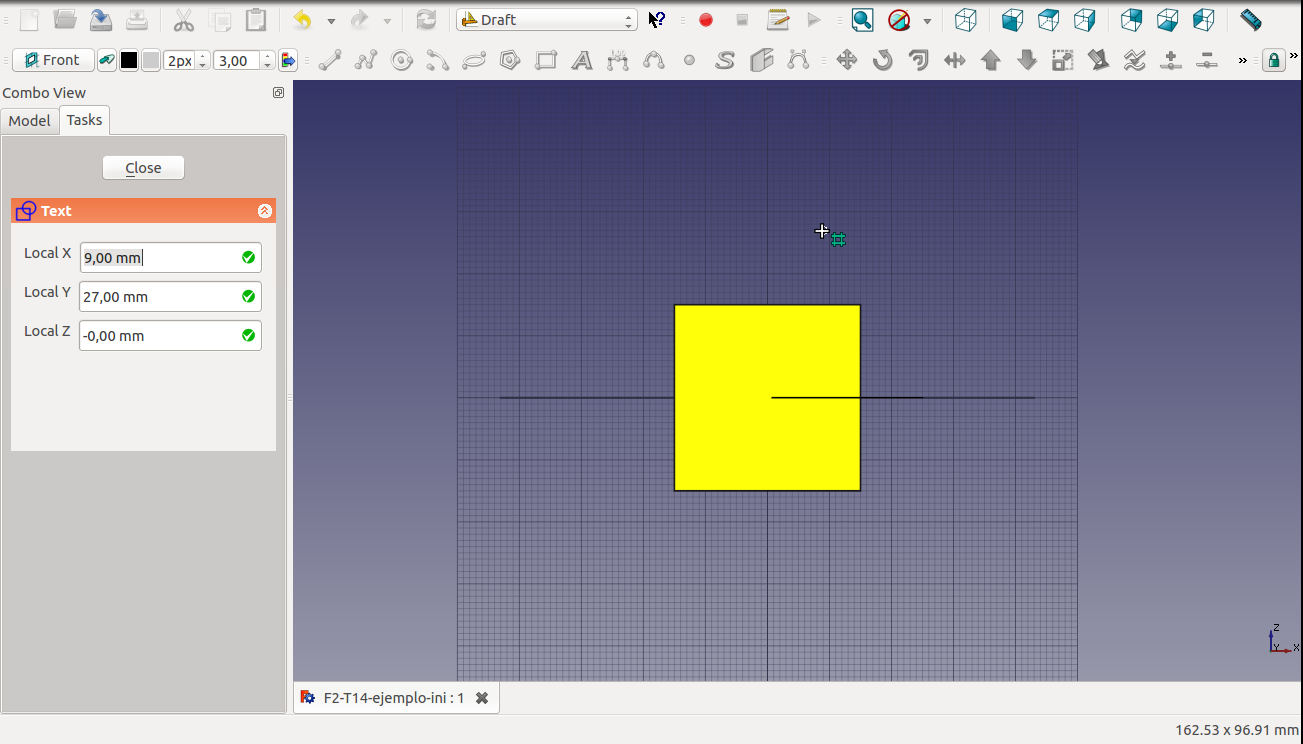 Draft
Front
2px
3,00
»
»
Combo View
Model
Tasks
Close
Text
Local X
9,00 mm
Local Y
27,00 mm
Local Z
-0,00 mm
Z
Y
X
F2-T14-ejemplo-ini : 1
162.53 x 96.91 mm